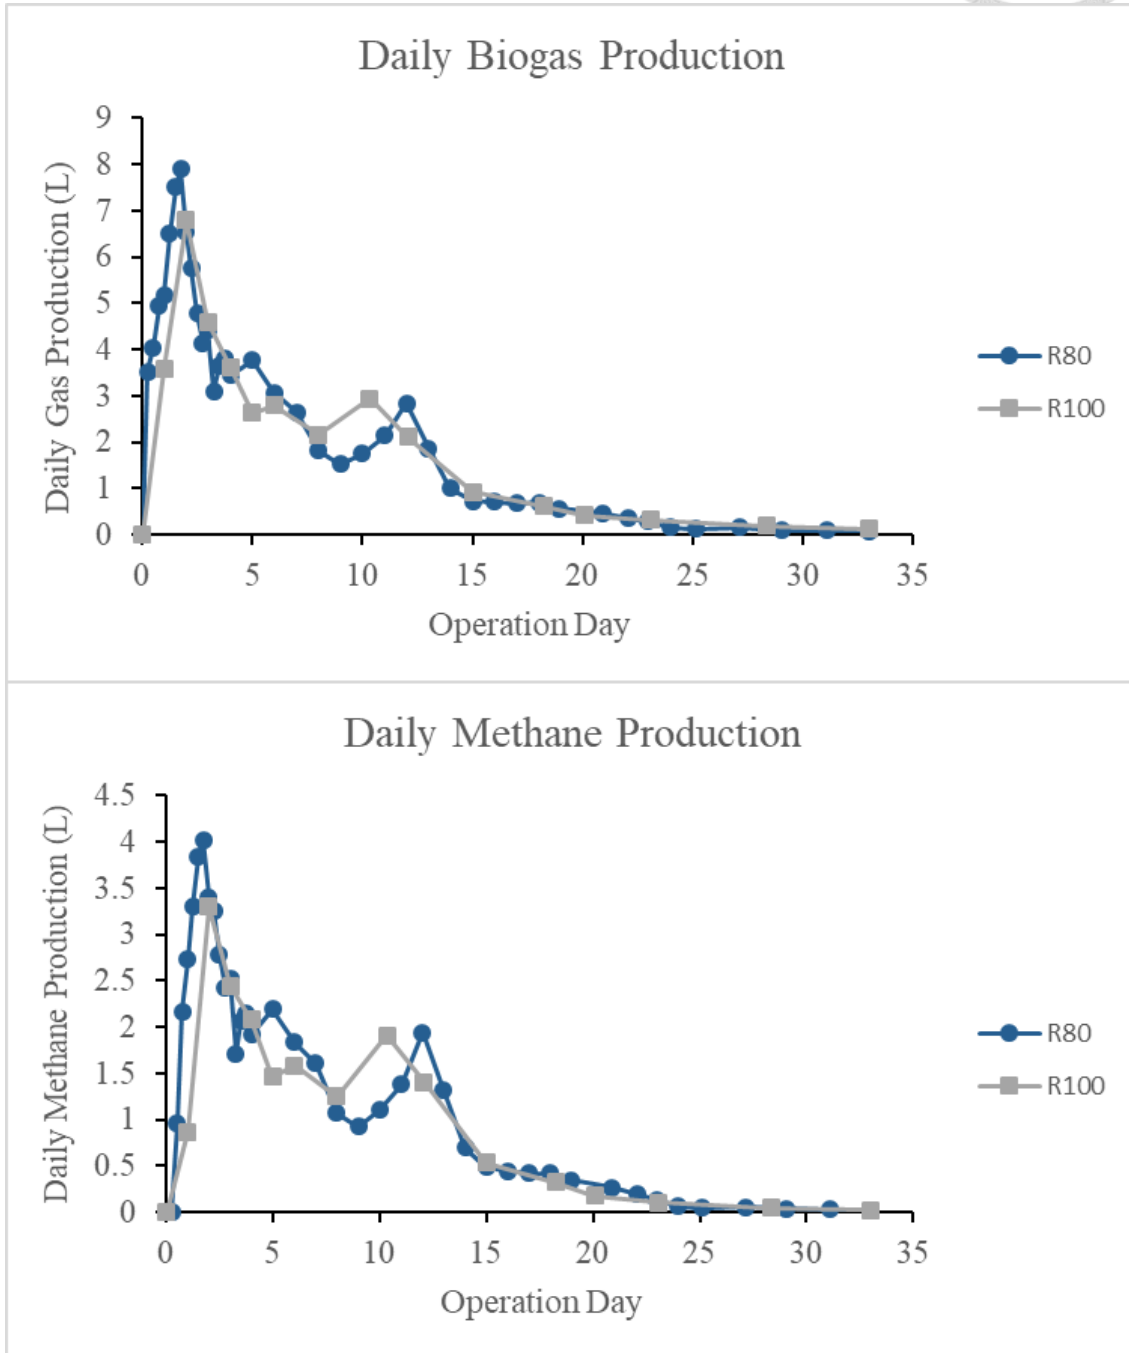 Daily Biogas Production
Daily Gas Production (L)
9
8
7
6
5
4
3
2
1
0
0 5 10 15 20 25 30 35
Operation Day
R80
R100
Daily Methane Production
Daily Methane Production (L)
4.5
4
3.5
3
2.5
2
1.5
1
0.5
0
0 5 10 15 20 25 30 35
Operation Day
R80
R100